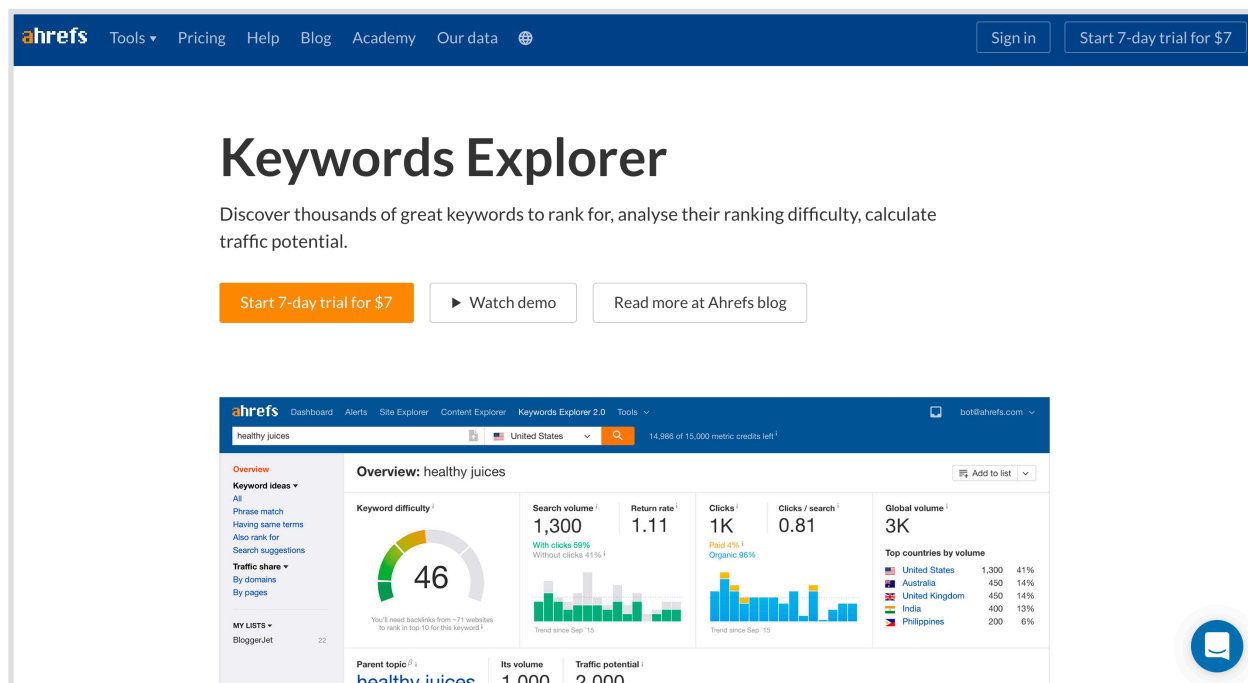 ahrefs Tools ▾ Pricing Help Blog Academy Our data Sign in Start 7-day trial for $7
Keywords Explorer
Discover thousands of great keywords to rank for, analyse their ranking difficulty, calculate
traffic potential.
Start 7-day trial for $7 ▶ Watch demo Read more at Ahrefs blog
ahrefs Dashboard Alerts Site Explorer Content Explorer Keywords Explorer 2.0 Tools bot@ahrefs.com
healthy juices United States 14,986 of 15,000 metric credits left i
Overview
Keyword ideas ▾
All
Phrase match
Having same terms
Also rank for
Search suggestions
Traffic share ▾
By domains
By pages
MY LISTS ▾
BloggerJet 22
Overview: healthy juices Add to list
Keyword difficulty i
46
You'll need backlinks from ~71 websites
to rank in top 10 for this keyword i
Search volume i Return rate i
1,300 1.11
With clicks 59%
Without clicks 41% i
Trend since Sep '15
Clicks i Clicks / search i
1K 0.81
Paid 4% i
Organic 96%
Trend since Sep '15
Global volume i
3K
Top countries by volume
United States 1,300 41%
Australia 450 14%
United Kingdom 450 14%
India 400 13%
Philippines 200 6%
Parent topic β i Its volume Traffic potential i
healthy juices 1,000 2,000